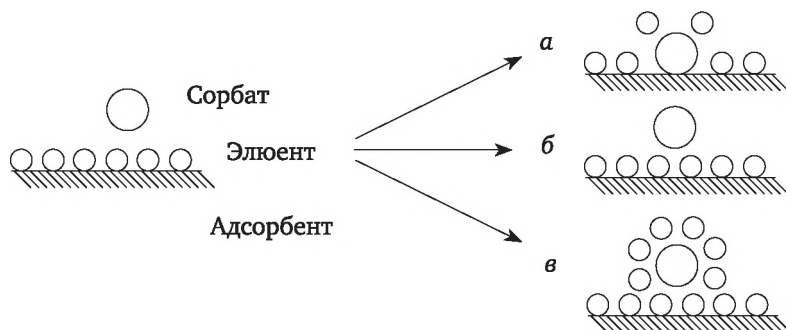 а
Сорбат
Элюент
б
Адсорбент
в